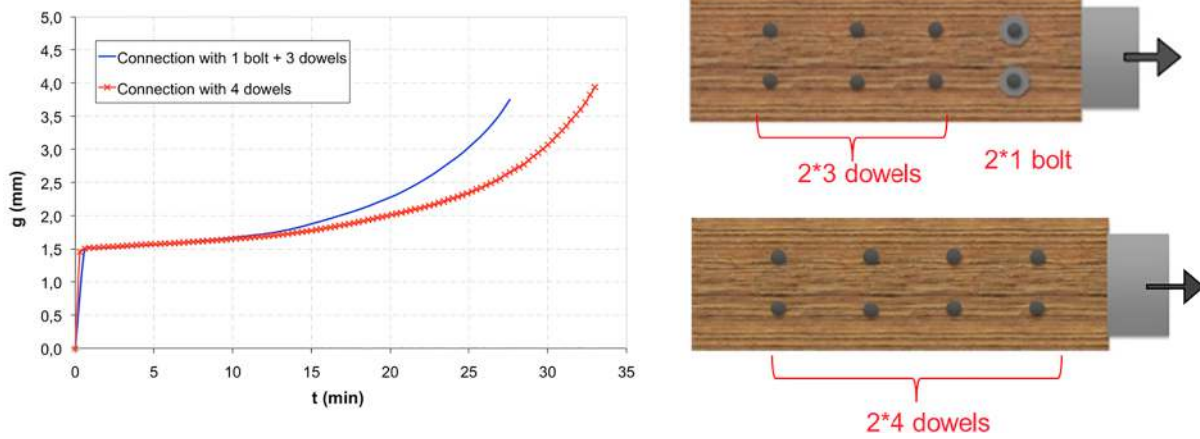 5,0
4,5
4,0
3,5
3,0
2,5
2,0
1,5
1,0
0,5
0,0
g (mm)
Connection with 1 bolt + 3 dowels
Connection with 4 dowels
0 5 10 15 20 25 30 35
t (min)
2*3 dowels 2*1 bolt
2*4 dowels